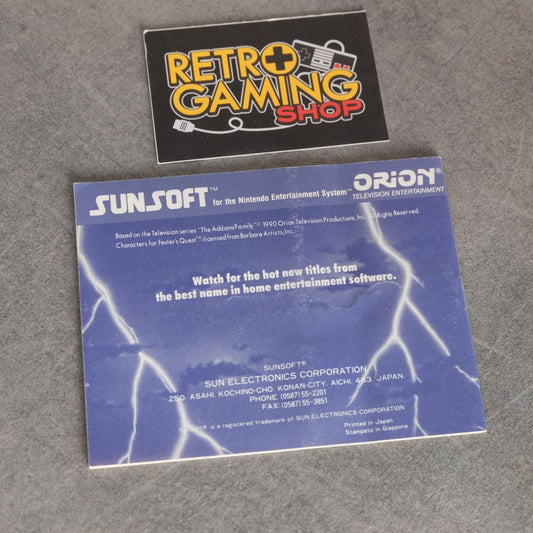 RETRO
GAMING
SHOP
SUNSOFT™ for the Nintendo Entertainment System™ ORION®
TELEVISION ENTERTAINMENT
Based on the Television series "The Addams Family" © 1990 Orion Television Productions, Inc. All Rights Reserved.
Characters for Fester's Quest™ licensed from Barbara Artists, Inc.
Watch for the hot new titles from
the best name in home entertainment software.
SUNSOFT®
SUN ELECTRONICS CORPORATION
250, ASAHI, KOCHINO-CHO, KONAN-CITY, AICHI, 483, JAPAN.
PHONE (0587) 55-2201
FAX (0587) 55-3851
is a registered trademark of SUN ELECTRONICS CORPORATION
Printed in Japan
Stampato in Giappone